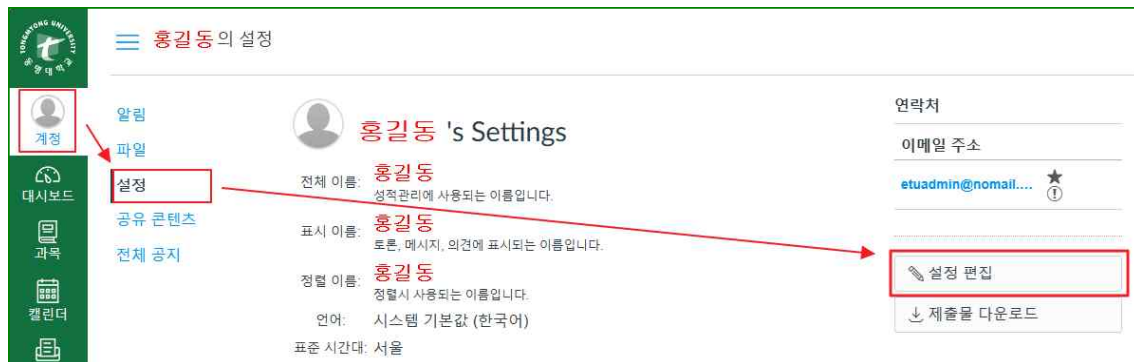 TONGMYONG UNIVERSITY
동명대학교
홍길동의 설정
계정
대시보드
과목
캘린더
알림
파일
설정
공유 콘텐츠
전체 공지
홍길동 's Settings
전체 이름: 홍길동
성적관리에 사용되는 이름입니다.
표시 이름: 홍길동
토론, 메시지, 의견에 표시되는 이름입니다.
정렬 이름: 홍길동
정렬시 사용되는 이름입니다.
언어: 시스템 기본값 (한국어)
표준 시간대: 서울
연락처
이메일 주소
etuadmin@nomail....
설정 편집
제출물 다운로드